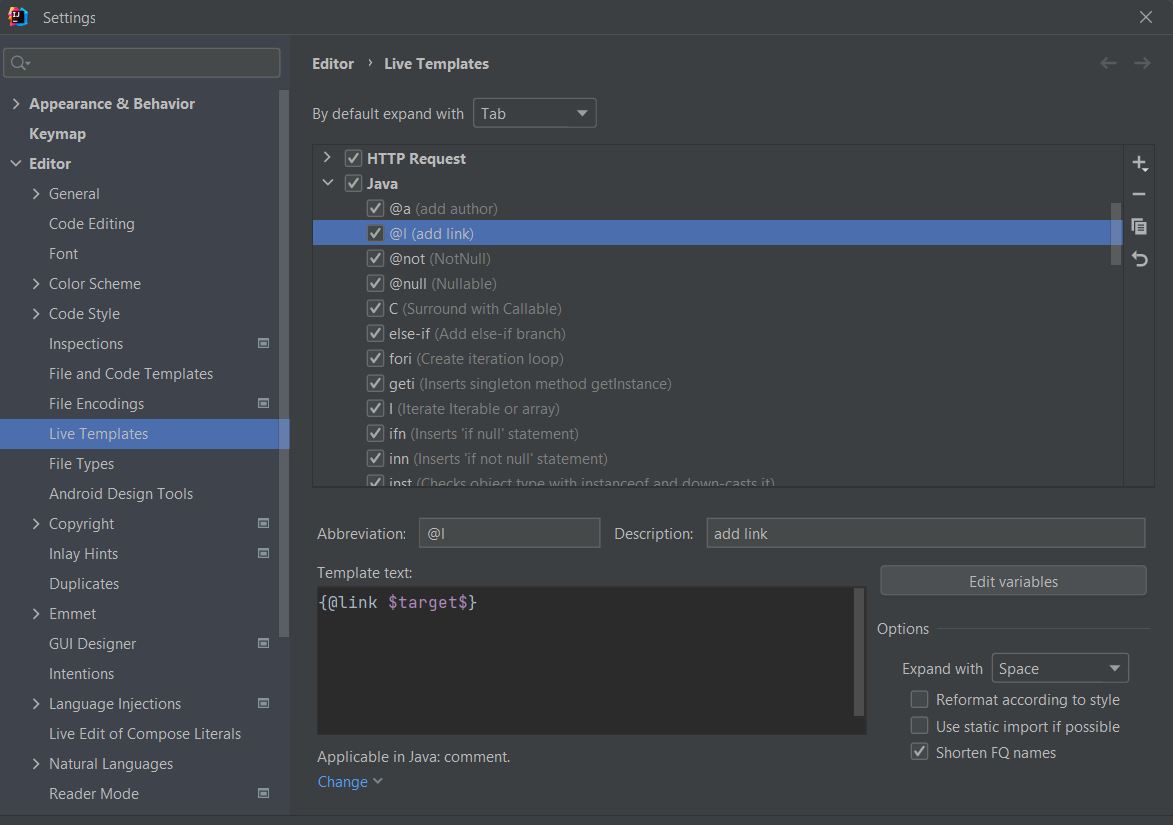 Settings
Appearance & Behavior
Keymap
Editor
General
Code Editing
Font
Color Scheme
Code Style
Inspections
File and Code Templates
File Encodings
Live Templates
File Types
Android Design Tools
Copyright
Inlay Hints
Duplicates
Emmet
GUI Designer
Intentions
Language Injections
Live Edit of Compose Literals
Natural Languages
Reader Mode
Editor › Live Templates
By default expand with Tab
HTTP Request
Java
@a (add author)
@l (add link)
@not (NotNull)
@null (Nullable)
C (Surround with Callable)
else-if (Add else-if branch)
fori (Create iteration loop)
geti (Inserts singleton method getInstance)
I (Iterate Iterable or array)
ifn (Inserts 'if null' statement)
inn (Inserts 'if not null' statement)
inst (Checks object type with instanceof and down-casts it)
Abbreviation: @l Description: add link
Template text:
{@link $target$}
Edit variables
Options
Expand with Space
Reformat according to style
Use static import if possible
Shorten FQ names
Applicable in Java: comment.
Change